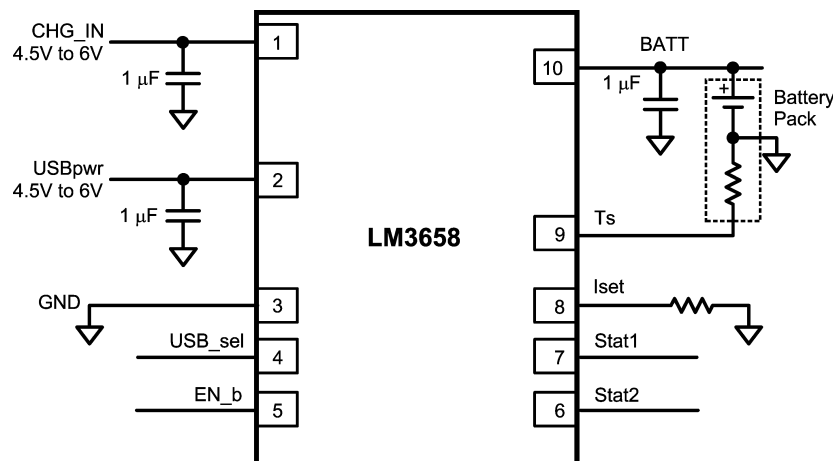 CHG_IN
4.5V to 6V
1 μF
1
USBpwr
4.5V to 6V
1 μF
2
GND
3
USB_sel
4
EN_b
5
LM3658
10
BATT
1 μF
+
Battery
Pack
9
Ts
8
Iset
7
Stat1
6
Stat2